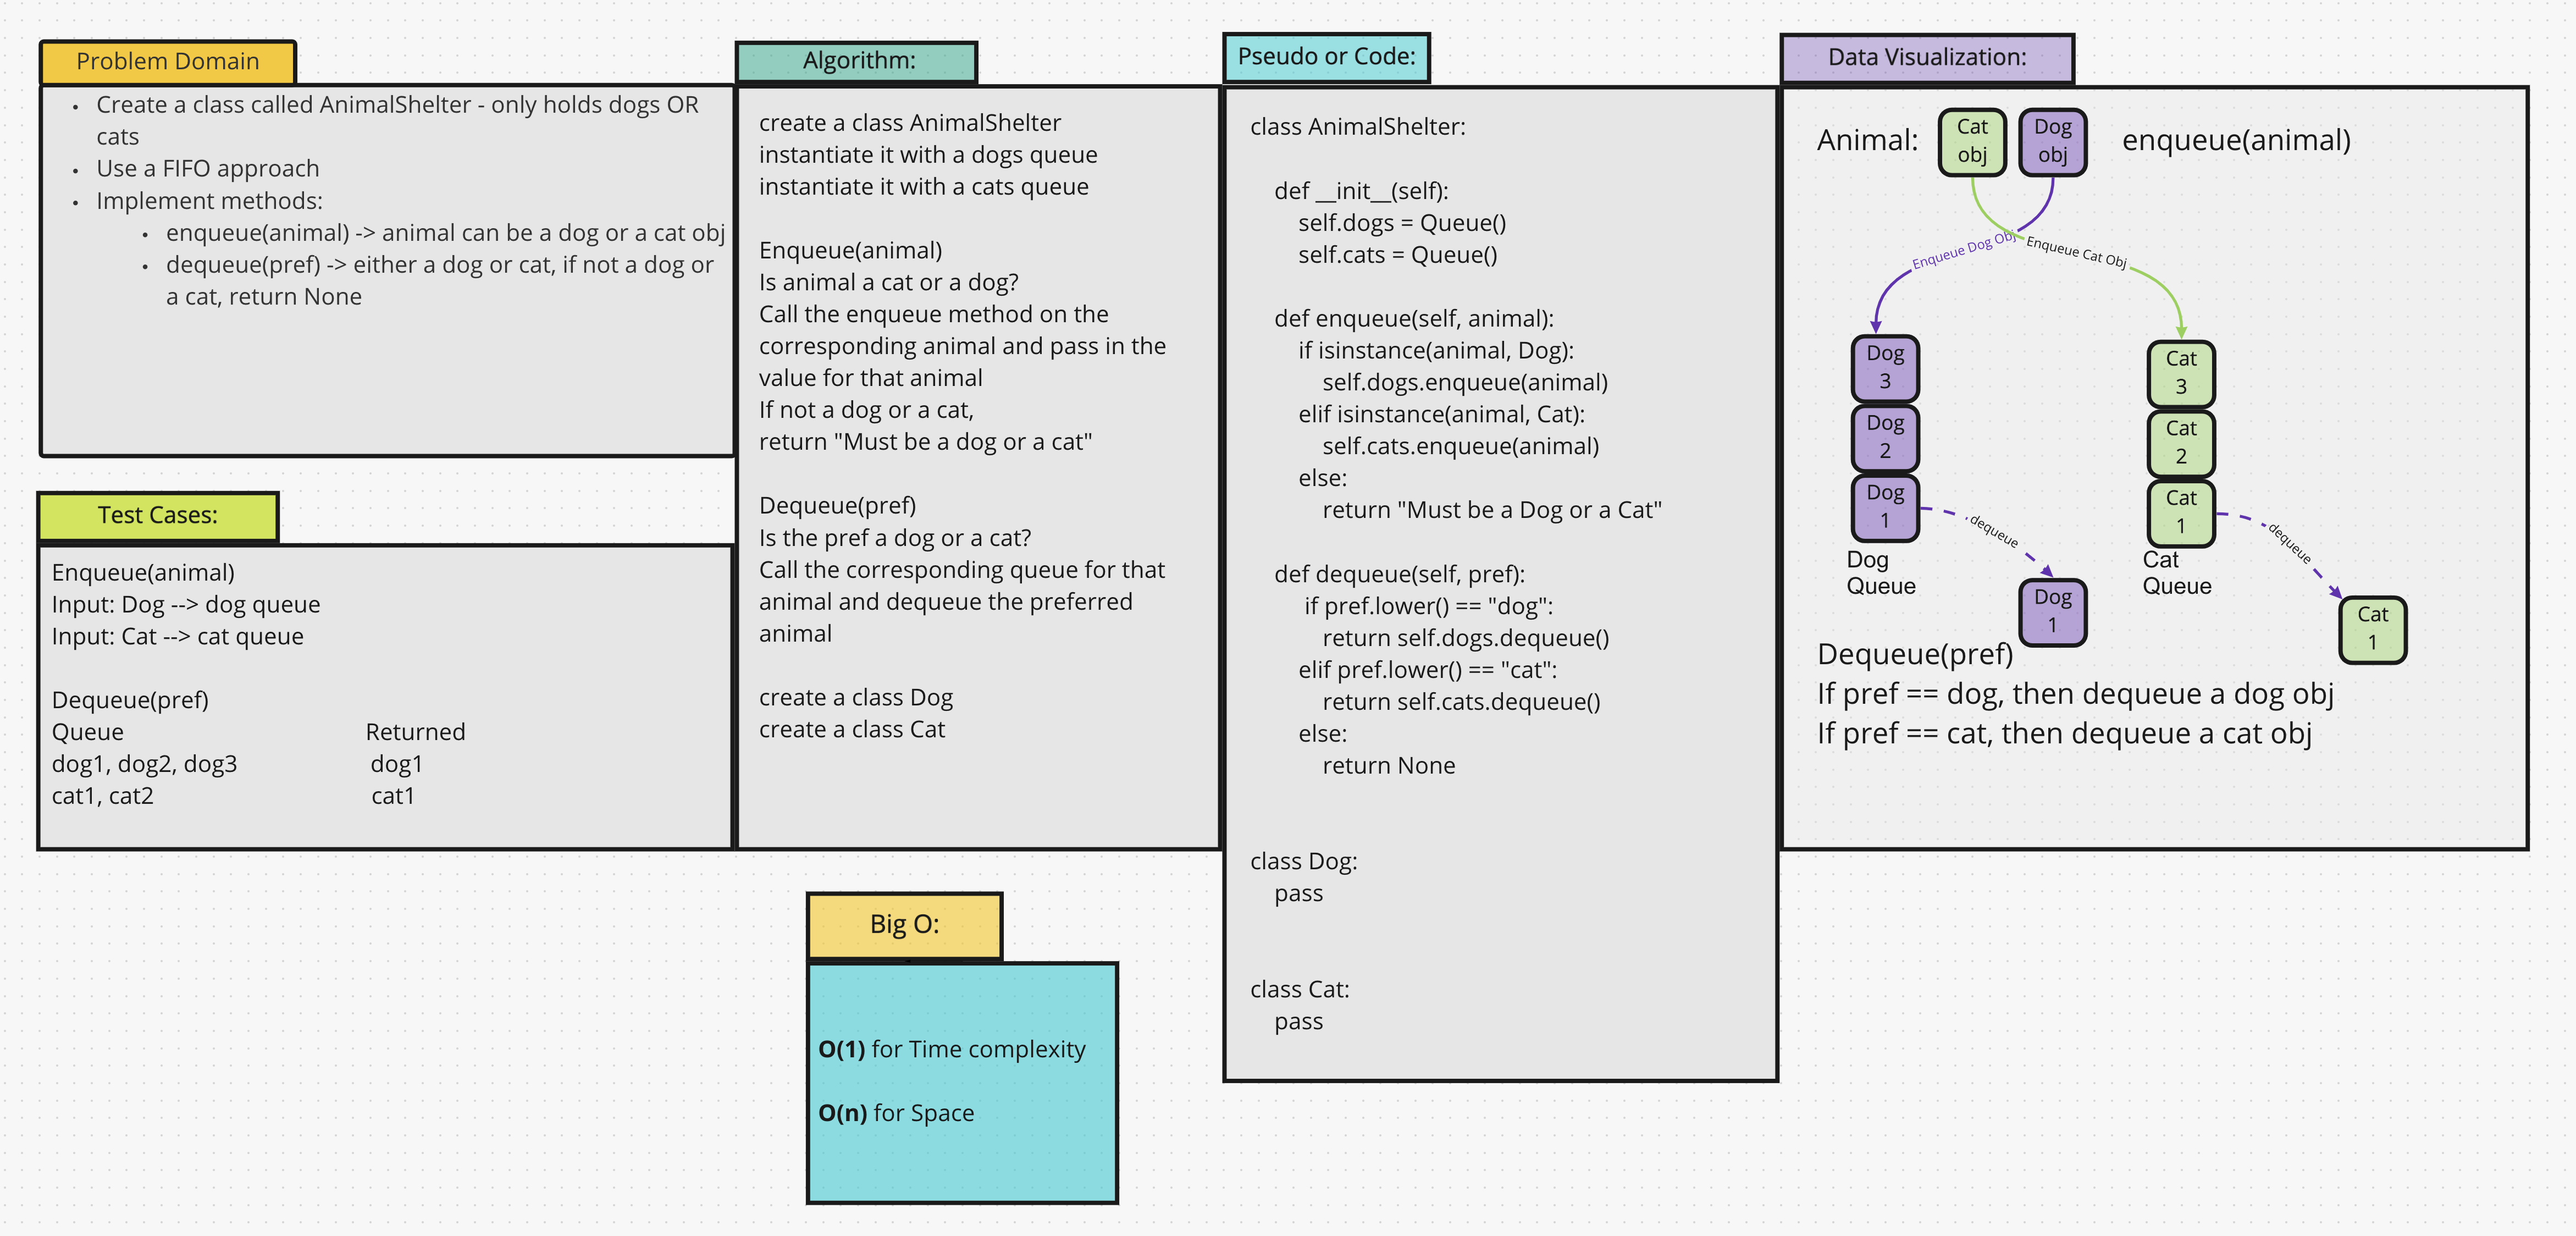 Problem Domain
• Create a class called AnimalShelter - only holds dogs OR
cats
• Use a FIFO approach
• Implement methods:
• enqueue(animal) -> animal can be a dog or a cat obj
• dequeue(pref) -> either a dog or cat, if not a dog or
a cat, return None
Test Cases:
Enqueue(animal)
Input: Dog --> dog queue
Input: Cat --> cat queue
Dequeue(pref)
Queue Returned
dog1, dog2, dog3 dog1
cat1, cat2 cat1
Algorithm:
create a class AnimalShelter
instantiate it with a dogs queue
instantiate it with a cats queue
Enqueue(animal)
Is animal a cat or a dog?
Call the enqueue method on the
corresponding animal and pass in the
value for that animal
If not a dog or a cat,
return "Must be a dog or a cat"
Dequeue(pref)
Is the pref a dog or a cat?
Call the corresponding queue for that
animal and dequeue the preferred
animal
create a class Dog
create a class Cat
Big O:
O(1) for Time complexity
O(n) for Space
Pseudo or Code:
class AnimalShelter:
def __init__(self):
self.dogs = Queue()
self.cats = Queue()
def enqueue(self, animal):
if isinstance(animal, Dog):
self.dogs.enqueue(animal)
elif isinstance(animal, Cat):
self.cats.enqueue(animal)
else:
return "Must be a Dog or a Cat"
def dequeue(self, pref):
if pref.lower() == "dog":
return self.dogs.dequeue()
elif pref.lower() == "cat":
return self.cats.dequeue()
else:
return None
class Dog:
pass
class Cat:
pass
Data Visualization:
Animal:
Cat
obj
Dog
obj
enqueue(animal)
Enqueue Dog Obj
Enqueue Cat Obj
Dog
3
Dog
2
Dog
1
Dog
Queue
dequeue
Dog
1
Cat
3
Cat
2
Cat
1
Cat
Queue
dequeue
Cat
1
Dequeue(pref)
If pref == dog, then dequeue a dog obj
If pref == cat, then dequeue a cat obj